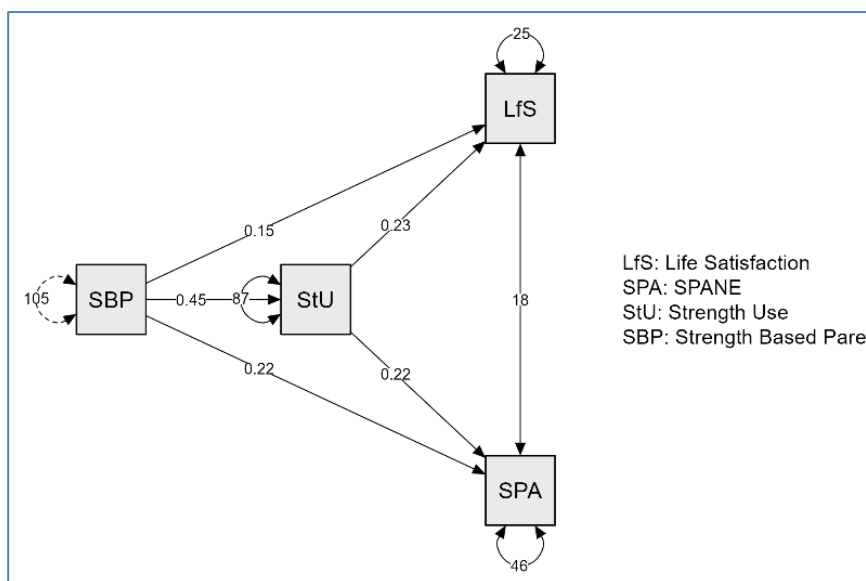 25
LfS
0.15
0.23
105
SBP
0.45
87
StU
18
0.22
0.22
SPA
46
LfS: Life Satisfaction
SPA: SPANE
StU: Strength Use
SBP: Strength Based Pare